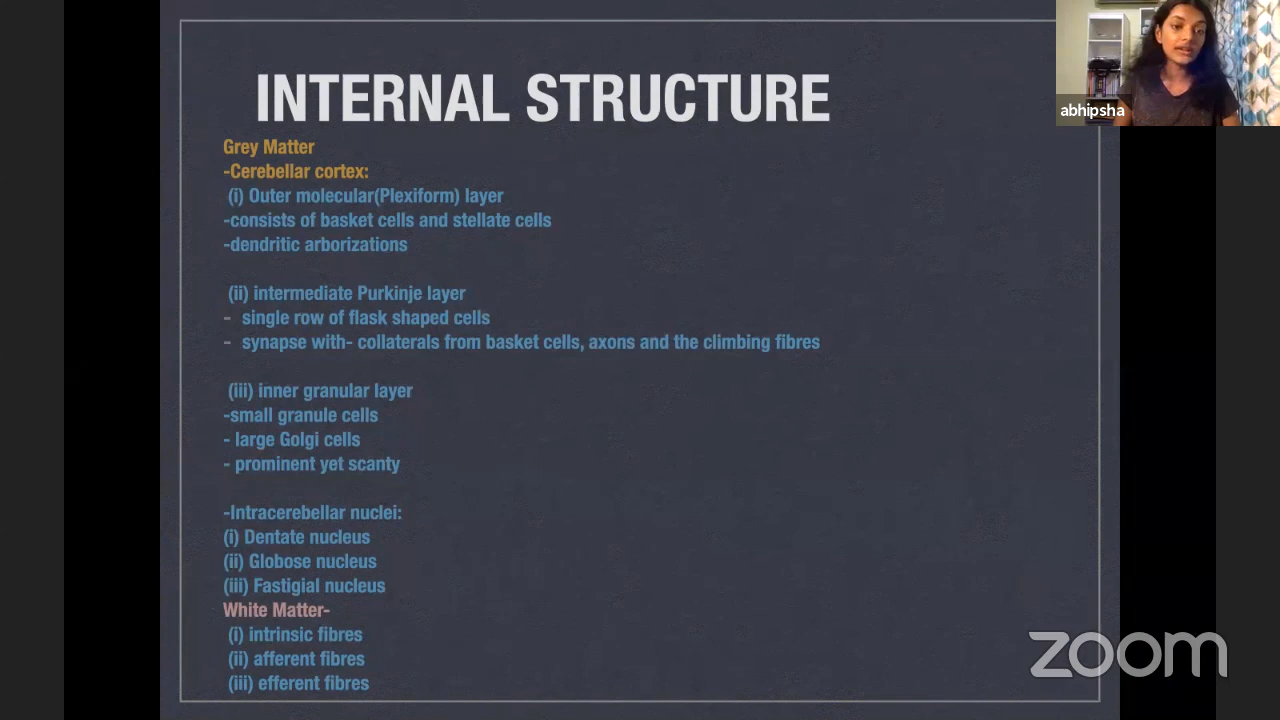 INTERNAL STRUCTURE
Grey Matter
-Cerebellar cortex:
(i) Outer molecular(Plexiform) layer
-consists of basket cells and stellate cells
-dendritic arborizations
(ii) intermediate Purkinje layer
- single row of flask shaped cells
- synapse with- collaterals from basket cells, axons and the climbing fibres
(iii) inner granular layer
-small granule cells
- large Golgi cells
- prominent yet scanty
-Intracerebellar nuclei:
(i) Dentate nucleus
(ii) Globose nucleus
(iii) Fastigial nucleus
White Matter-
(i) intrinsic fibres
(ii) afferent fibres
(iii) efferent fibres
abhipsha
zoom